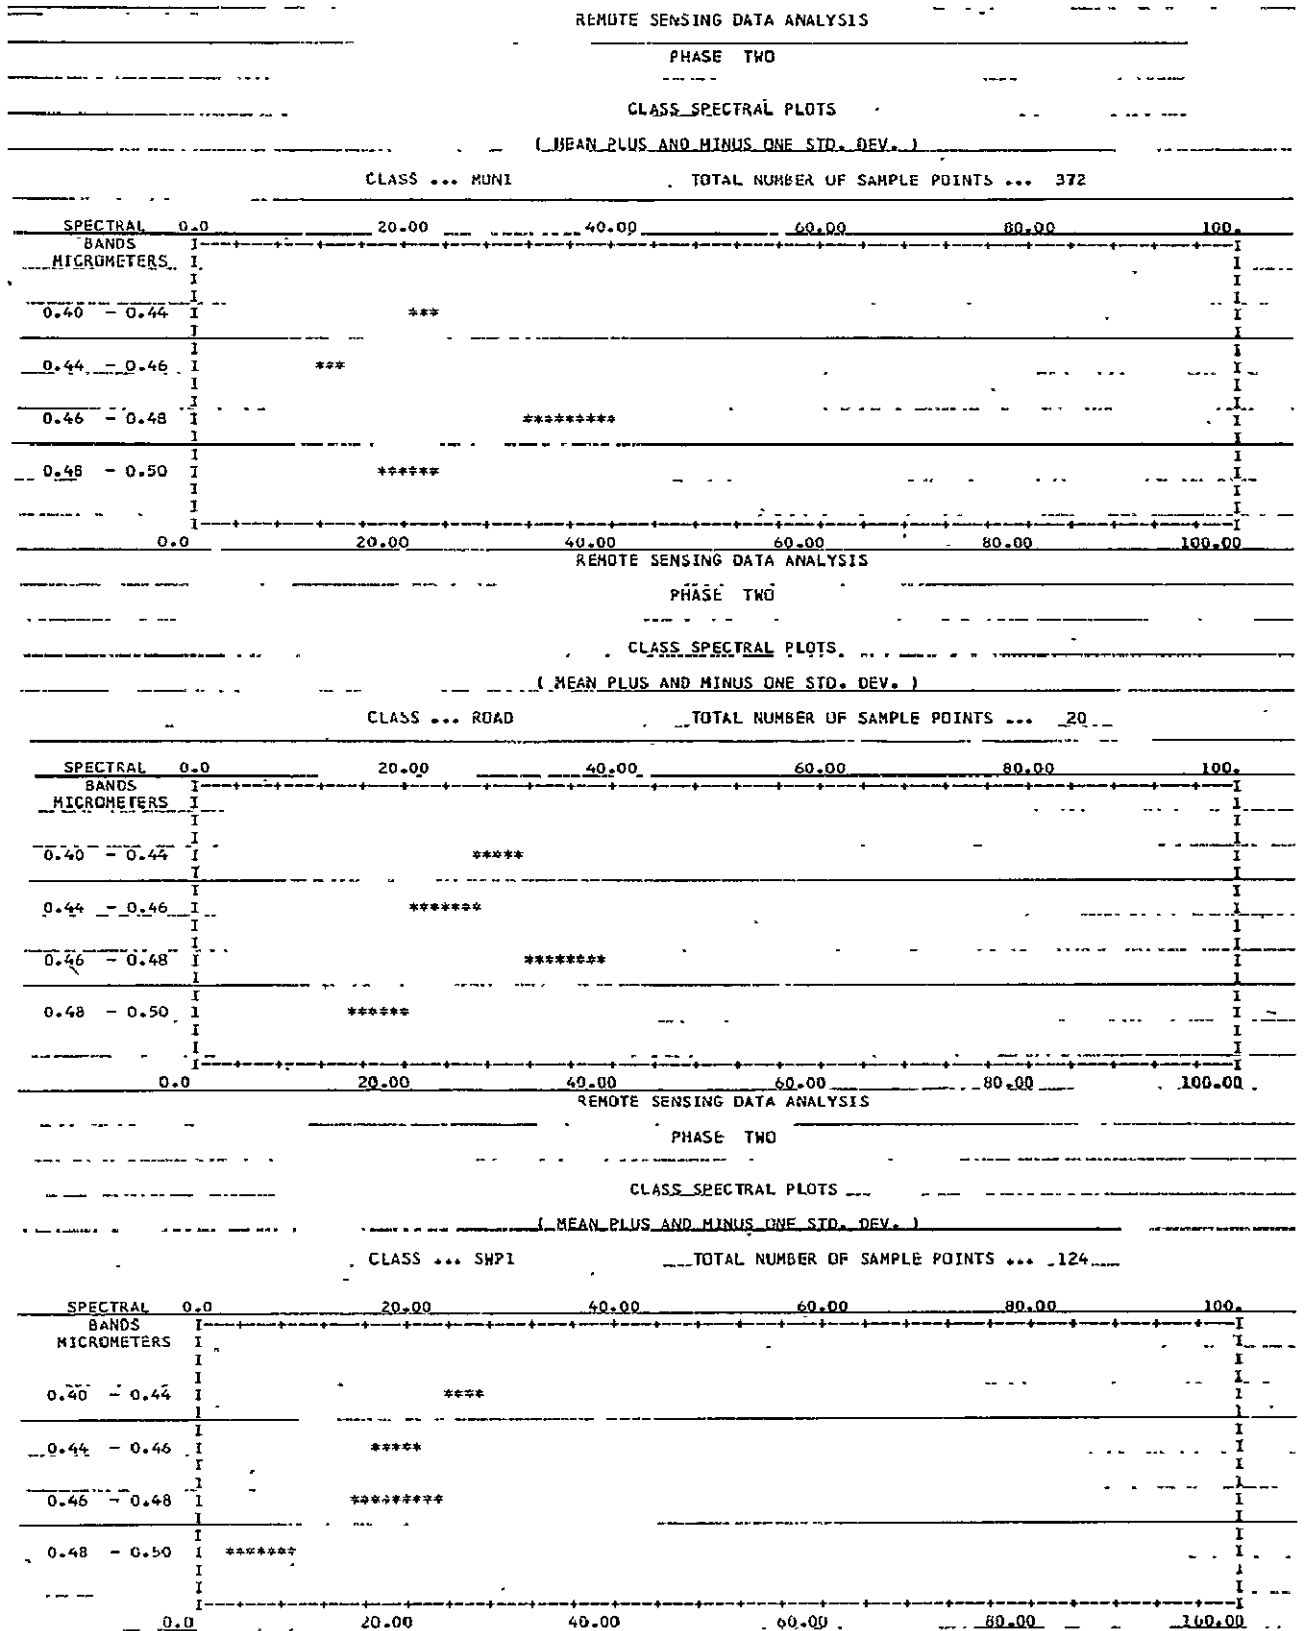 REMOTE SENSING DATA ANALYSIS
PHASE TWO
CLASS SPECTRAL PLOTS
( MEAN PLUS AND MINUS ONE STD. DEV. )
CLASS ... MUN1 TOTAL NUMBER OF SAMPLE POINTS ... 372
SPECTRAL 0.0 20.00 40.00 60.00 80.00 100.
BANDS
MICROMETERS
0.40 - 0.44 ***
0.44 - 0.46 ***
0.46 - 0.48 *********
0.48 - 0.50 ******
0.0 20.00 40.00 60.00 80.00 100.00
REMOTE SENSING DATA ANALYSIS
PHASE TWO
CLASS SPECTRAL PLOTS
( MEAN PLUS AND MINUS ONE STD. DEV. )
CLASS ... ROAD TOTAL NUMBER OF SAMPLE POINTS ... 20
SPECTRAL 0.0 20.00 40.00 60.00 80.00 100.
BANDS
MICROMETERS
0.40 - 0.44 *****
0.44 - 0.46 *******
0.46 - 0.48 ********
0.48 - 0.50 ******
0.0 20.00 40.00 60.00 80.00 100.00
REMOTE SENSING DATA ANALYSIS
PHASE TWO
CLASS SPECTRAL PLOTS
( MEAN PLUS AND MINUS ONE STD. DEV. )
CLASS ... SWP1 TOTAL NUMBER OF SAMPLE POINTS ... 124
SPECTRAL 0.0 20.00 40.00 60.00 80.00 100.
BANDS
MICROMETERS
0.40 - 0.44 ****
0.44 - 0.46 *****
0.46 - 0.48 *********
0.48 - 0.50 *******
0.0 20.00 40.00 60.00 80.00 100.00